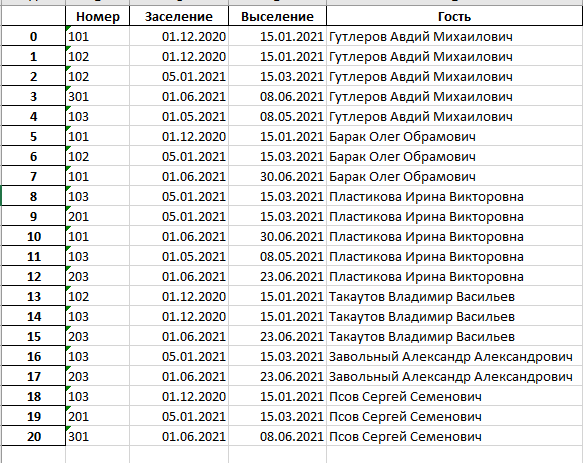 Номер Заселение Выселение Гость
0 101 01.12.2020 15.01.2021 Гутлеров Авдий Михаилович
1 102 01.12.2020 15.01.2021 Гутлеров Авдий Михаилович
2 102 05.01.2021 15.03.2021 Гутлеров Авдий Михаилович
3 301 01.06.2021 08.06.2021 Гутлеров Авдий Михаилович
4 103 01.05.2021 08.05.2021 Гутлеров Авдий Михаилович
5 101 01.12.2020 15.01.2021 Барак Олег Обрамович
6 102 05.01.2021 15.03.2021 Барак Олег Обрамович
7 101 01.06.2021 30.06.2021 Барак Олег Обрамович
8 103 05.01.2021 15.03.2021 Пластикова Ирина Викторовна
9 201 05.01.2021 15.03.2021 Пластикова Ирина Викторовна
10 101 01.06.2021 30.06.2021 Пластикова Ирина Викторовна
11 103 01.05.2021 08.05.2021 Пластикова Ирина Викторовна
12 203 01.06.2021 23.06.2021 Пластикова Ирина Викторовна
13 102 01.12.2020 15.01.2021 Такаутов Владимир Васильев
14 103 01.12.2020 15.01.2021 Такаутов Владимир Васильев
15 203 01.06.2021 23.06.2021 Такаутов Владимир Васильев
16 103 05.01.2021 15.03.2021 Завольный Александр Александрович
17 203 01.06.2021 23.06.2021 Завольный Александр Александрович
18 103 01.12.2020 15.01.2021 Псов Сергей Семенович
19 201 05.01.2021 15.03.2021 Псов Сергей Семенович
20 301 01.06.2021 08.06.2021 Псов Сергей Семенович